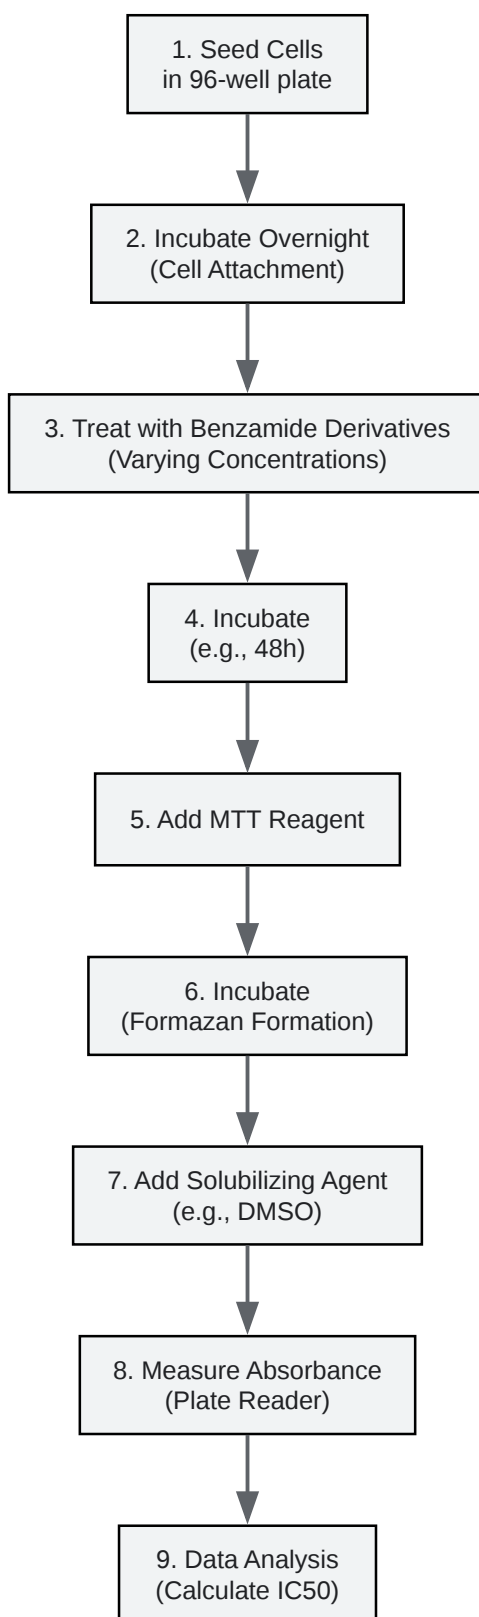 1. Seed Cells
in 96-well plate
2. Incubate Overnight
(Cell Attachment)
3. Treat with Benzamide Derivatives
(Varying Concentrations)
4. Incubate
(e.g., 48h)
5. Add MTT Reagent
6. Incubate
(Formazan Formation)
7. Add Solubilizing Agent
(e.g., DMSO)
8. Measure Absorbance
(Plate Reader)
9. Data Analysis
(Calculate IC50)